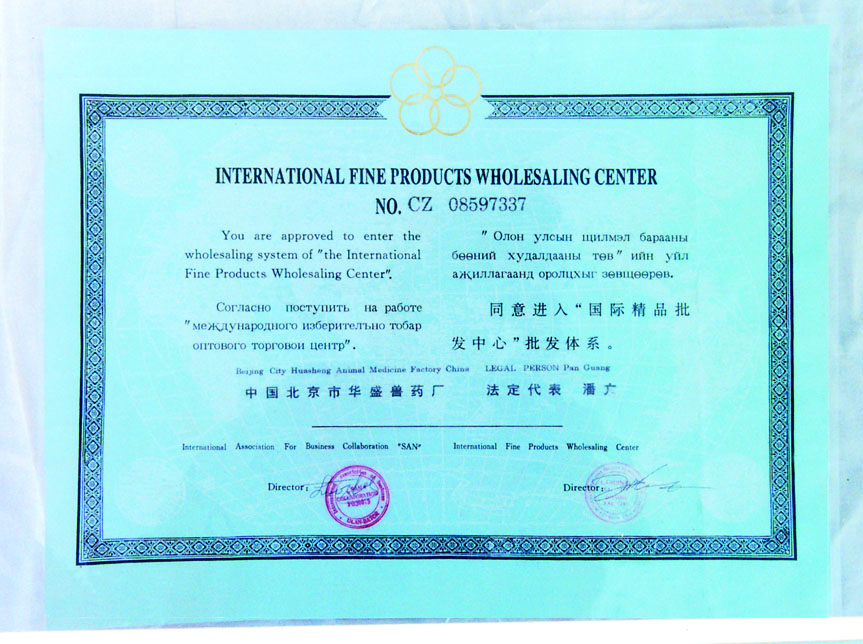 INTERNATIONAL FINE PRODUCTS WHOLESALING CENTER
NO. CZ 08597337
You are approved to enter the
wholesaling system of "the International
Fine Products Wholesaling Center".
" Олон улсын щилмэл барааны
бөөний худалдааны төв " ийн уйл
ажиллагаанд оролцхыг зөвщөөрөв.
Согласно поступить на работе
"международного изберительно тобар
оптового торговои центр".
同意进入“国际精品批
发中心”批发体系。
Beijing City Huasheng Animal Medicine Factory China LEGAL PERSON Pan Guang
中国北京市华盛兽药厂 法定代表 潘广
International Association For Business Collaboration "SAN" International Fine Products Wholesaling Center
Director: Director: